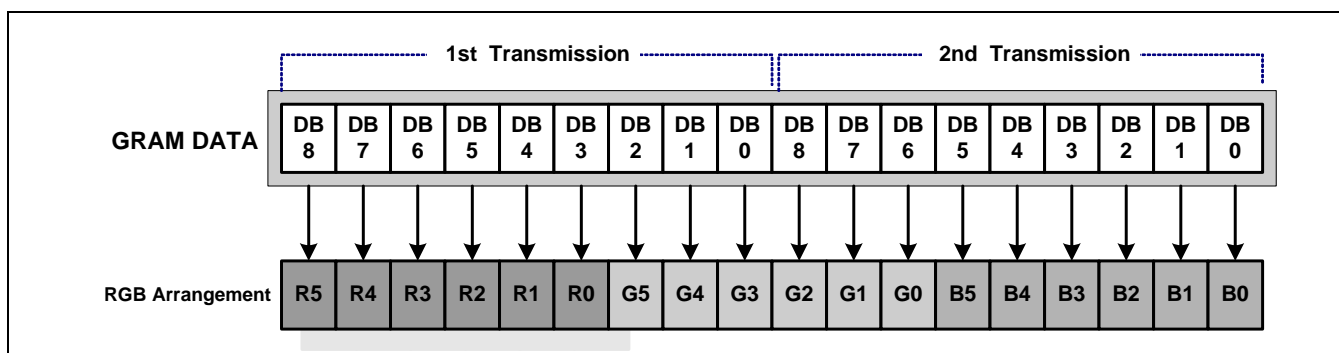 1st Transmission 2nd Transmission
GRAM DATA DB 8 DB 7 DB 6 DB 5 DB 4 DB 3 DB 2 DB 1 DB 0 DB 8 DB 7 DB 6 DB 5 DB 4 DB 3 DB 2 DB 1 DB 0
RGB Arrangement R5 R4 R3 R2 R1 R0 G5 G4 G3 G2 G1 G0 B5 B4 B3 B2 B1 B0